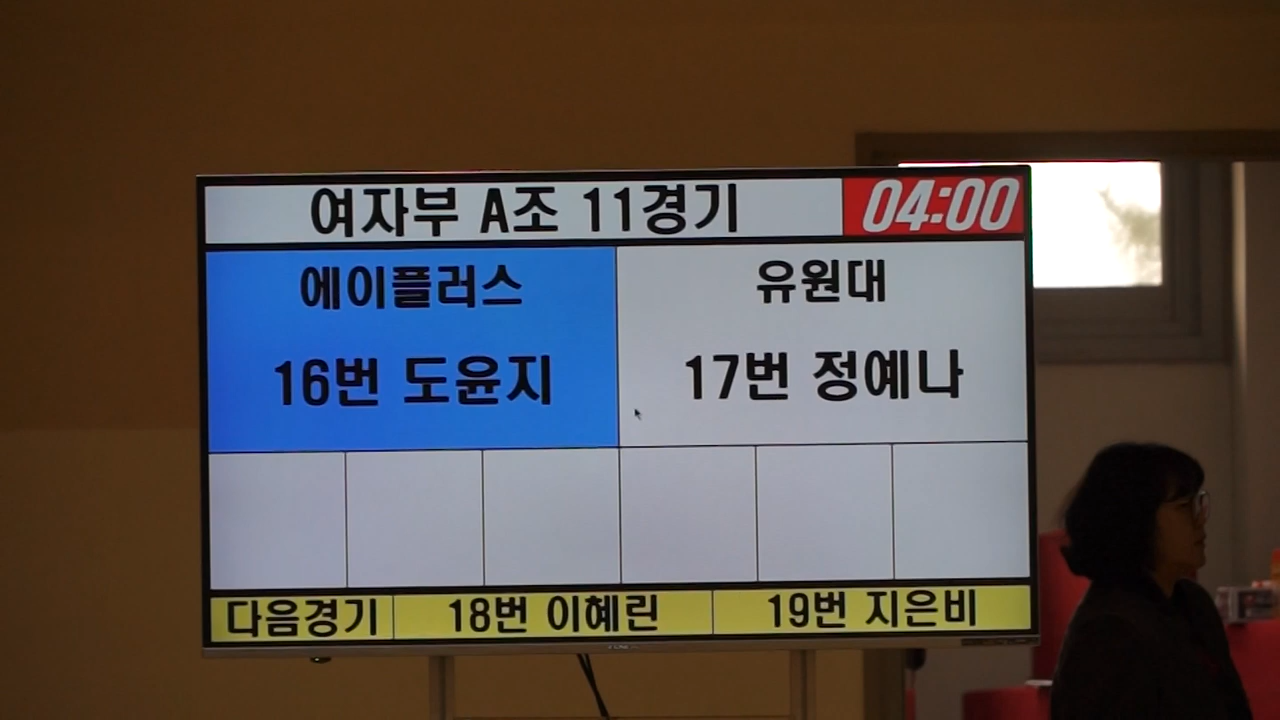 여자부 A조 11경기 04:00
에이플러스 유원대
16번 도윤지 17번 정예나
다음경기 18번 이혜린 19번 지은비